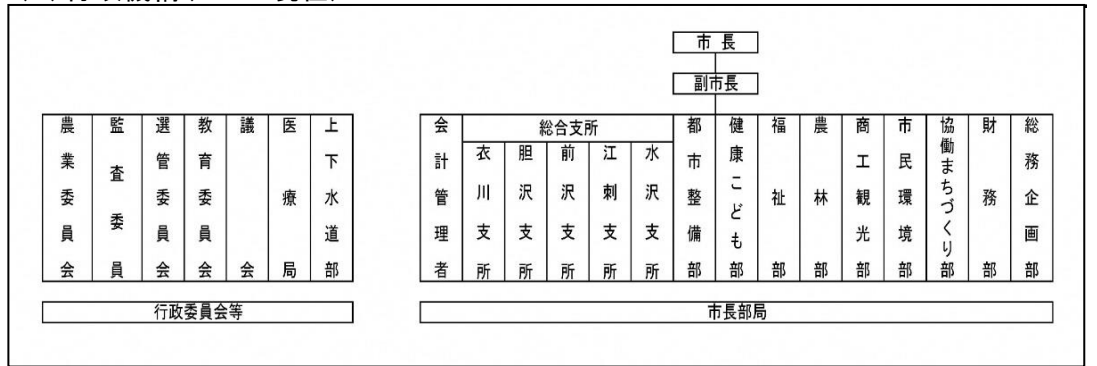 市長
副市長
農業委員会
監査委員
選管委員会
教育委員会
議会
医療局
上下水道部
会計管理者
総合支所
衣川支所
胆沢支所
前沢支所
江刺支所
水沢支所
都市整備部
健康こども部
福祉部
農林部
商工観光部
市民環境部
協働まちづくり部
財務部
総務企画部
行政委員会等
市長部局